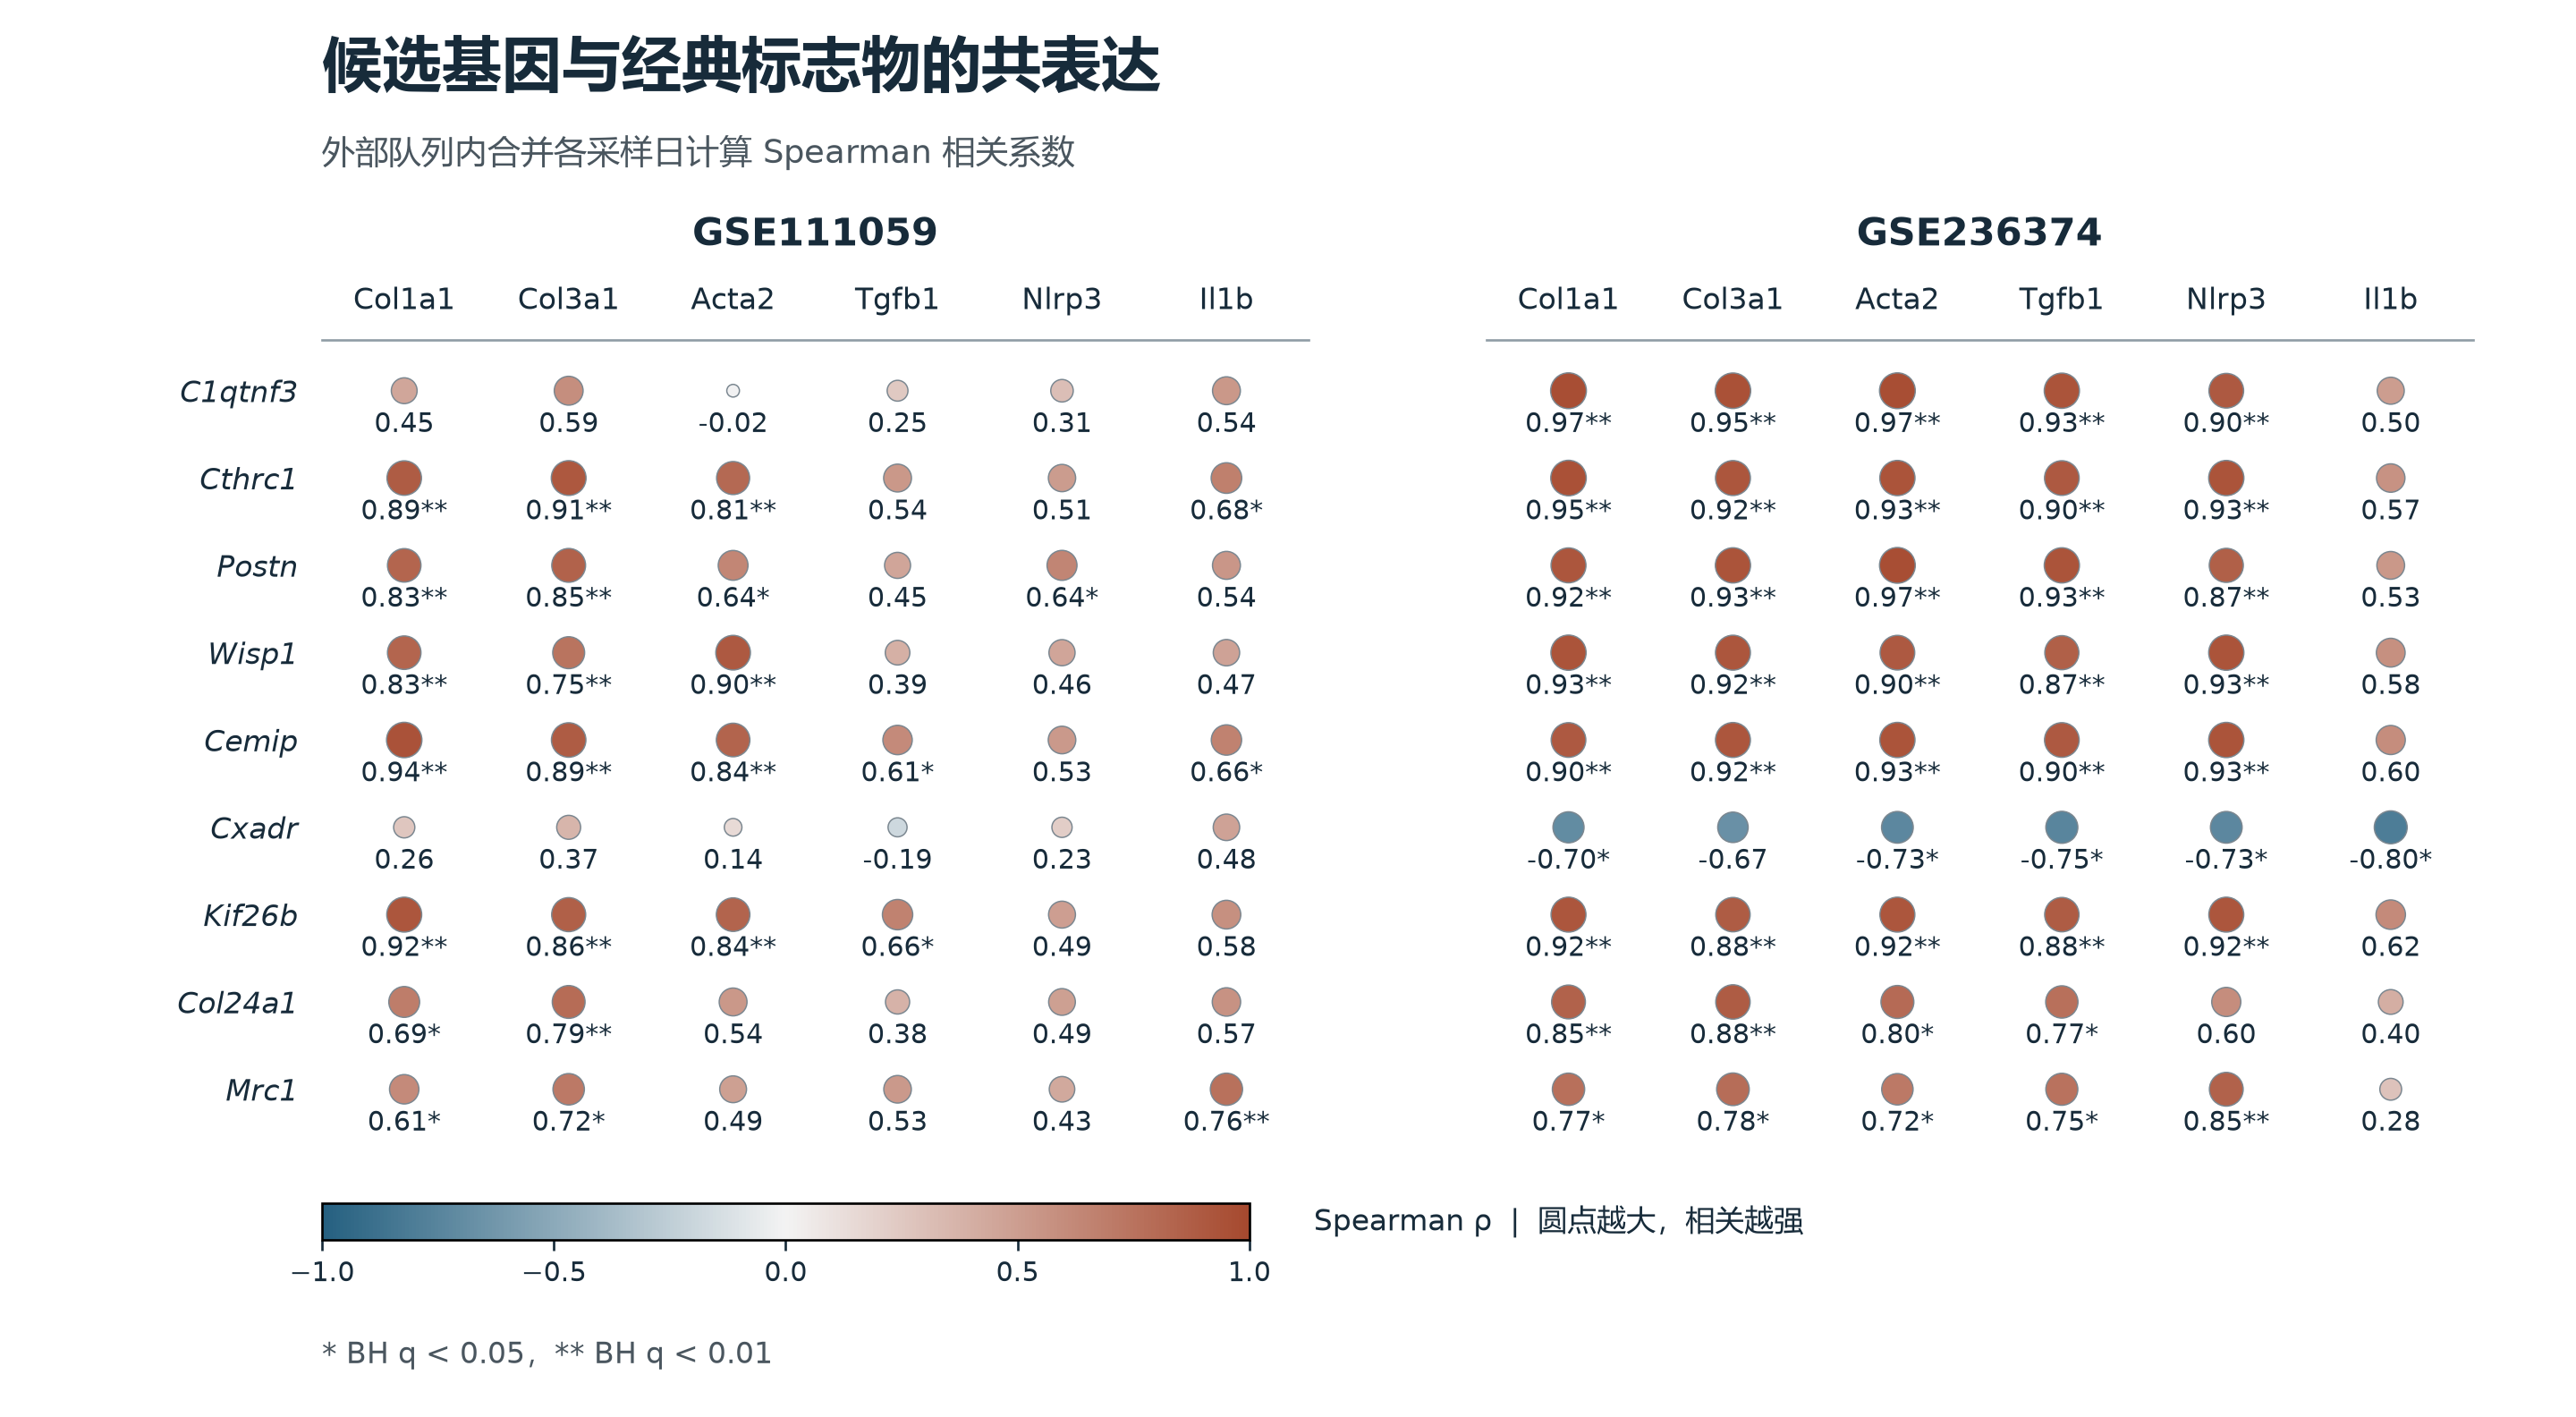 候选基因与经典标志物的共表达
外部队列内合并各采样日计算 Spearman 相关系数
GSE111059 GSE236374
Col1a1 Col3a1 Acta2 Tgfb1 Nlrp3 Il1b Col1a1 Col3a1 Acta2 Tgfb1 Nlrp3 Il1b
C1qtnf3
0.45 0.59 -0.02 0.25 0.31 0.54 0.97** 0.95** 0.97** 0.93** 0.90** 0.50
Cthrc1
0.89** 0.91** 0.81** 0.54 0.51 0.68* 0.95** 0.92** 0.93** 0.90** 0.93** 0.57
Postn
0.83** 0.85** 0.64* 0.45 0.64* 0.54 0.92** 0.93** 0.97** 0.93** 0.87** 0.53
Wisp1
0.83** 0.75** 0.90** 0.39 0.46 0.47 0.93** 0.92** 0.90** 0.87** 0.93** 0.58
Cemip
0.94** 0.89** 0.84** 0.61* 0.53 0.66* 0.90** 0.92** 0.93** 0.90** 0.93** 0.60
Cxadr
0.26 0.37 0.14 -0.19 0.23 0.48 -0.70* -0.67 -0.73* -0.75* -0.73* -0.80*
Kif26b
0.92** 0.86** 0.84** 0.66* 0.49 0.58 0.92** 0.88** 0.92** 0.88** 0.92** 0.62
Col24a1
0.69* 0.79** 0.54 0.38 0.49 0.57 0.85** 0.88** 0.80* 0.77* 0.60 0.40
Mrc1
0.61* 0.72* 0.49 0.53 0.43 0.76** 0.77* 0.78* 0.72* 0.75* 0.85** 0.28
Spearman ρ | 圆点越大，相关越强
−1.0 −0.5 0.0 0.5 1.0
* BH q < 0.05，** BH q < 0.01